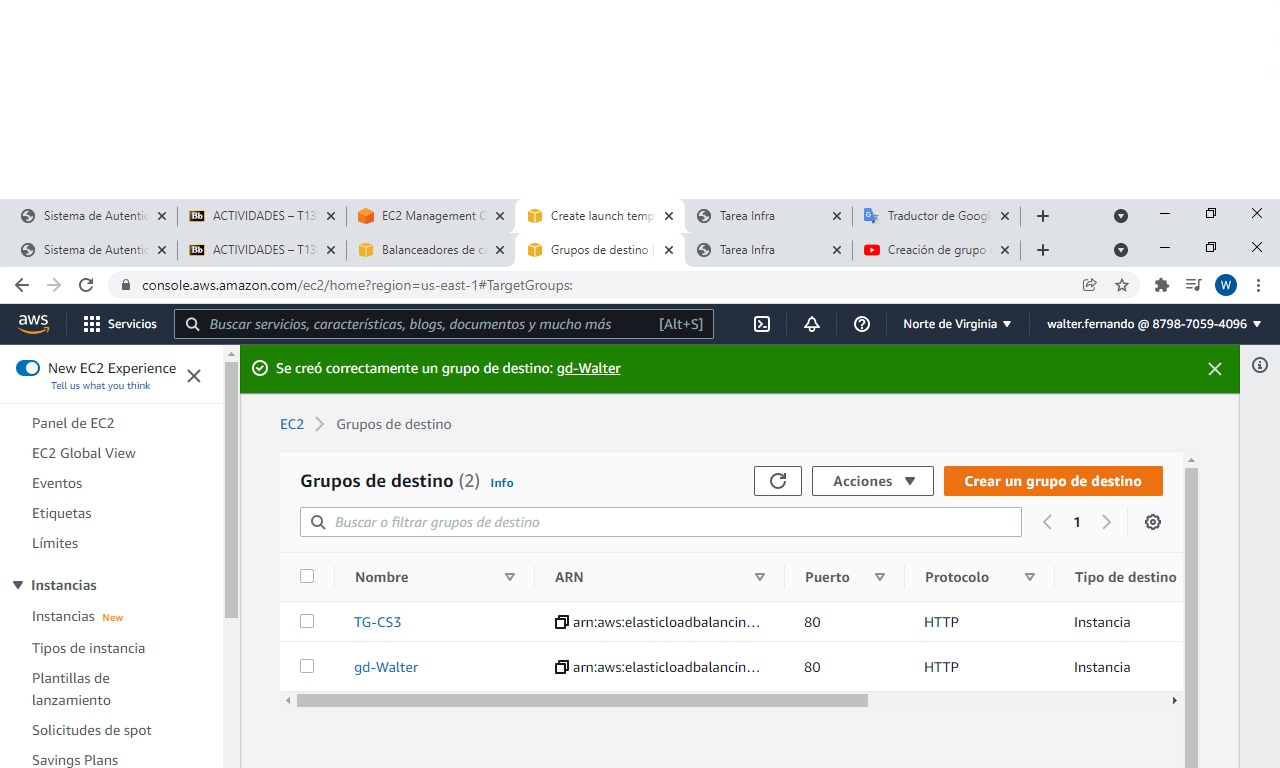 Sistema de Autentic ACTIVIDADES – T13 EC2 Management C Create launch temp Tarea Infra Traductor de Googl
Sistema de Autentic ACTIVIDADES – T13 Balanceadores de c Grupos de destino | Tarea Infra Creación de grupo
console.aws.amazon.com/ec2/home?region=us-east-1#TargetGroups:
W
aws Servicios Buscar servicios, características, blogs, documentos y mucho más [Alt+S] Norte de Virginia walter.fernando @ 8798-7059-4096
New EC2 Experience
Tell us what you think
Se creó correctamente un grupo de destino: gd-Walter
Panel de EC2
EC2 Global View
Eventos
Etiquetas
Límites
Instancias
Instancias New
Tipos de instancia
Plantillas de
lanzamiento
Solicitudes de spot
Savings Plans
EC2 Grupos de destino
Grupos de destino (2) Info
Acciones
Crear un grupo de destino
Buscar o filtrar grupos de destino
1
Nombre ARN Puerto Protocolo Tipo de destino
TG-CS3 arn:aws:elasticloadbalancin... 80 HTTP Instancia
gd-Walter arn:aws:elasticloadbalancin... 80 HTTP Instancia